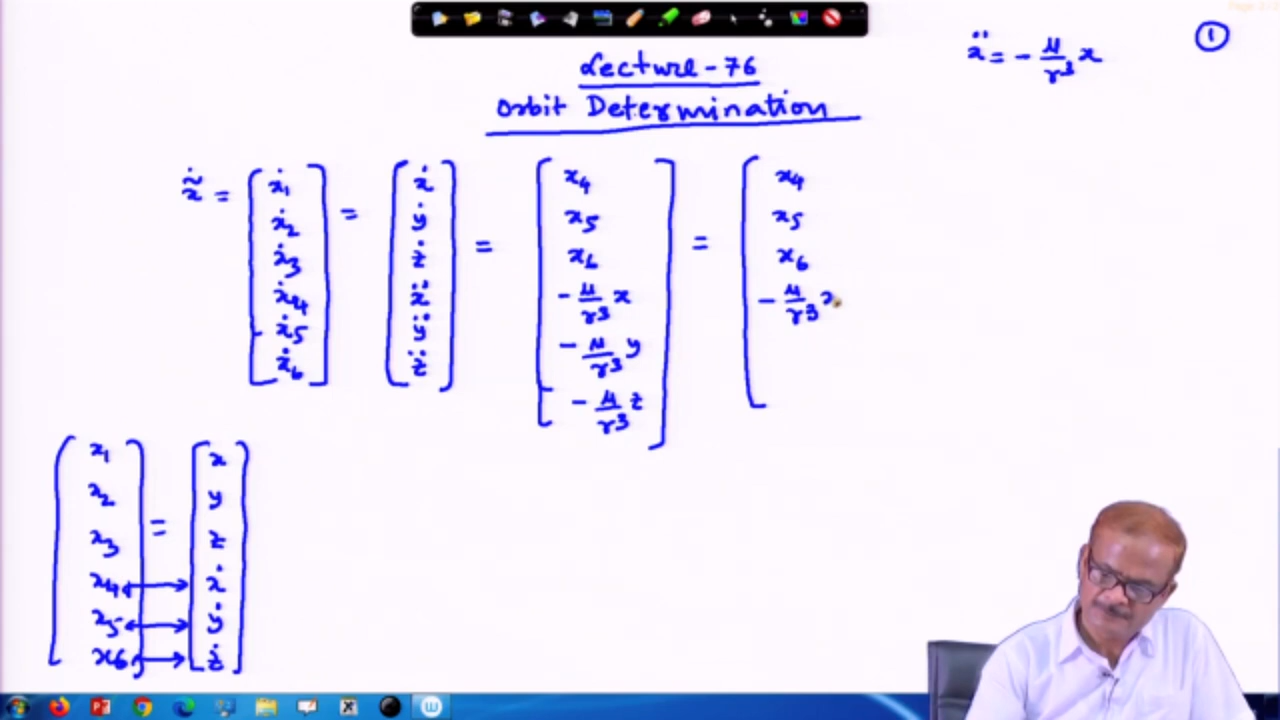 Lecture-76
Orbit Determination
ẍ = - μ/r³ x
①
ẋ̃ = [ẋ₁ ẋ₂ ẋ₃ ẋ₄ ẋ₅ ẋ₆] = [ẋ ẏ ż ẍ ÿ z̈] = [x₄ x₅ x₆ -μ/r³ x -μ/r³ y -μ/r³ z] = [x₄ x₅ x₆ -μ/r³
[x₁ x₂ x₃ x₄ x₅ x₆] = [x y z ẋ ẏ ż]